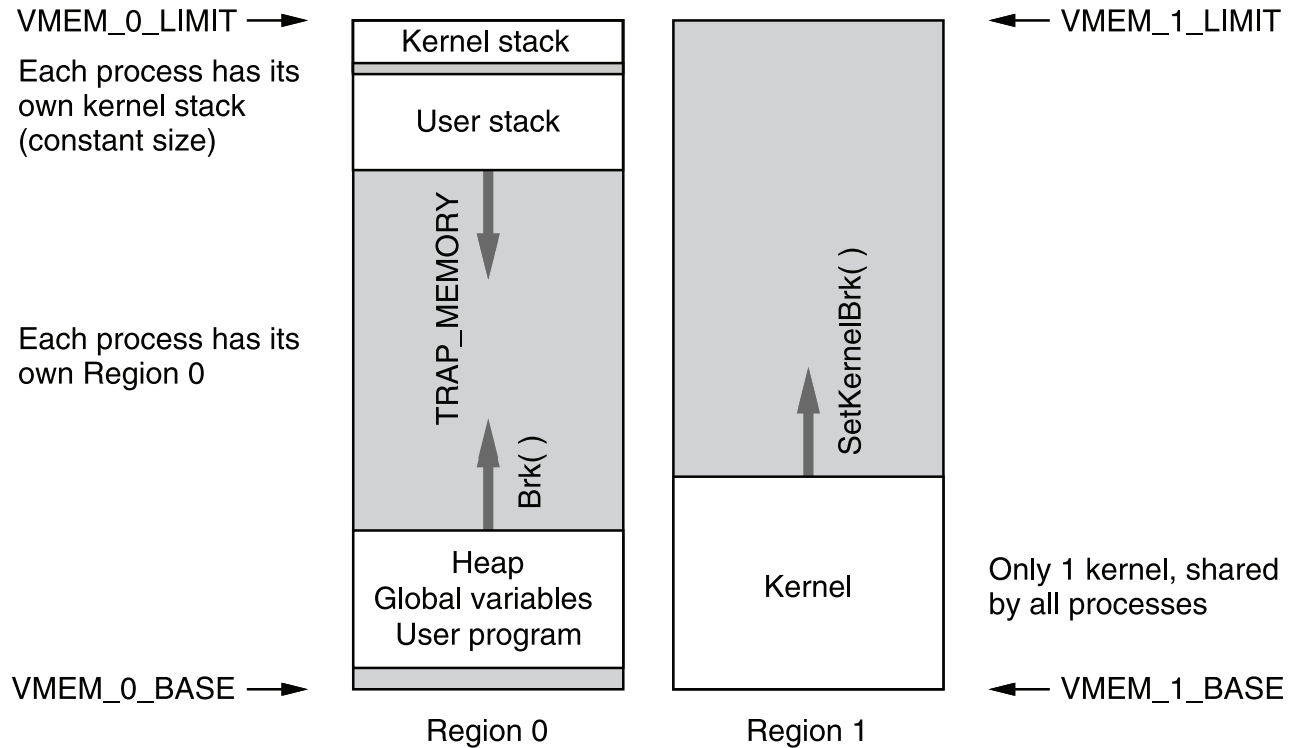 VMEM_0_LIMIT
Each process has its
own kernel stack
(constant size)
Each process has its
own Region 0
VMEM_0_BASE
Kernel stack
User stack
TRAP_MEMORY
Brk( )
Heap
Global variables
User program
Region 0
SetKernelBrk( )
Kernel
Region 1
VMEM_1_LIMIT
Only 1 kernel, shared
by all processes
VMEM_1_BASE